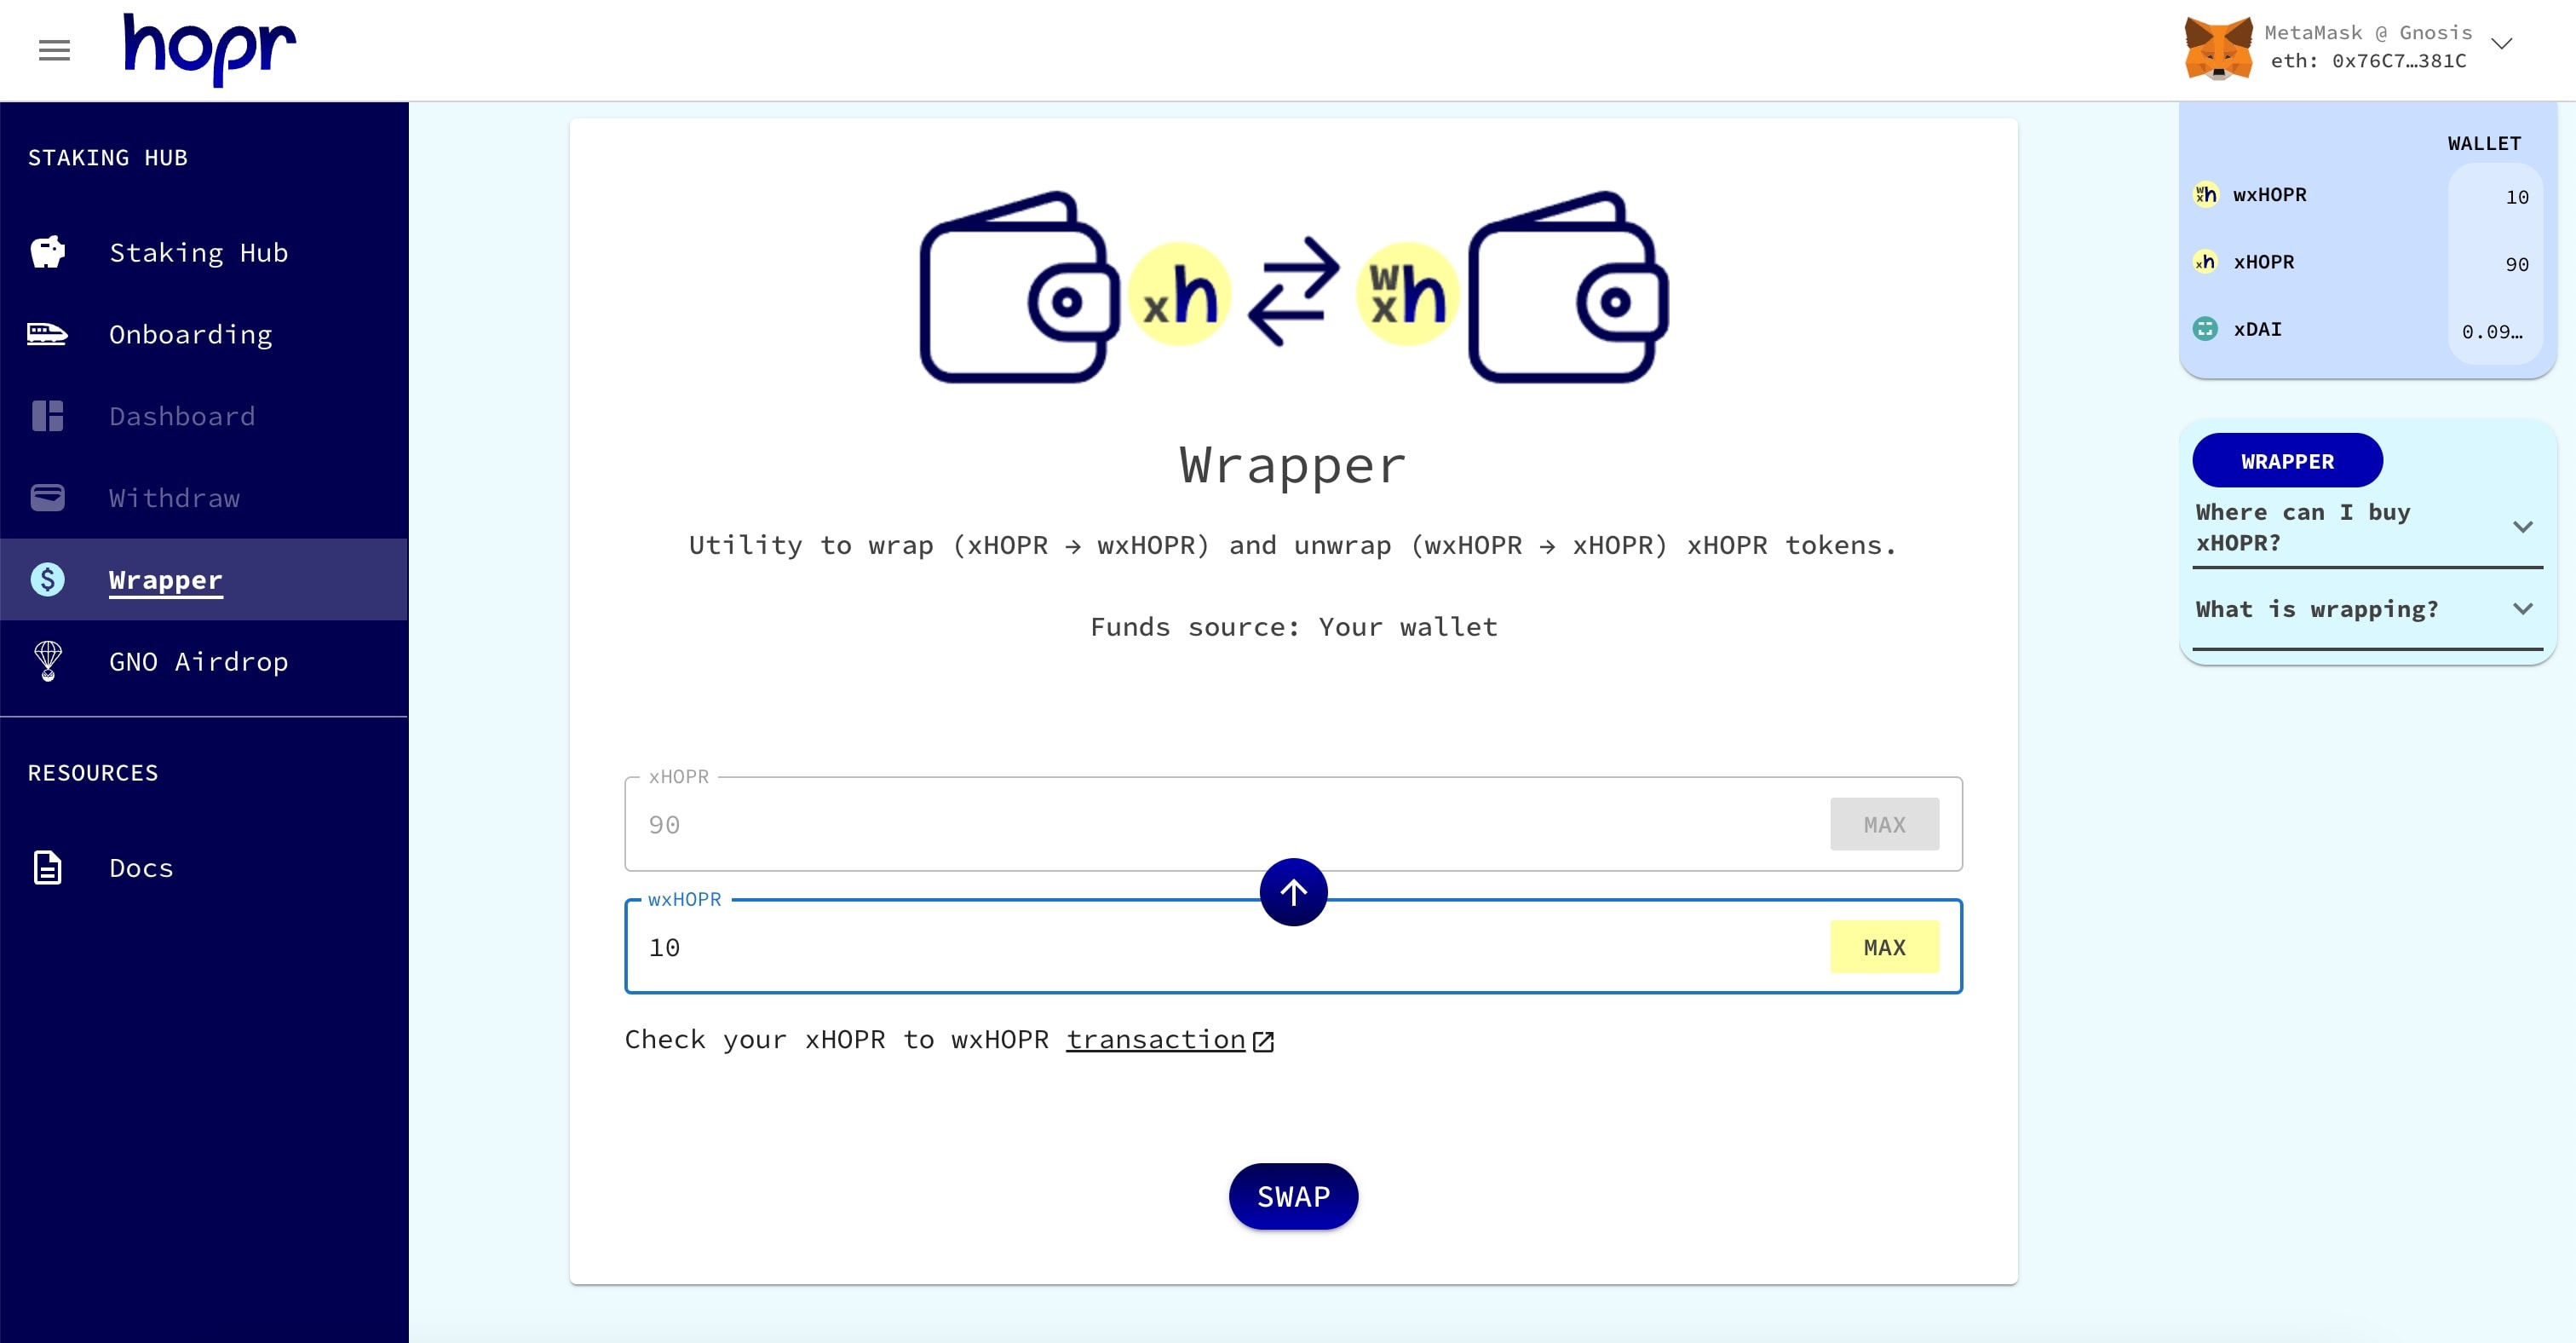 hopr
MetaMask @ Gnosis
eth: 0x76C7…381C
STAKING HUB
Staking Hub
Onboarding
Dashboard
Withdraw
Wrapper
GNO Airdrop
RESOURCES
Docs
xh
wxh
Wrapper
Utility to wrap (xHOPR → wxHOPR) and unwrap (wxHOPR → xHOPR) xHOPR tokens.
Funds source: Your wallet
xHOPR
90
MAX
wxHOPR
10
MAX
Check your xHOPR to wxHOPR transaction
SWAP
WALLET
wxh wxHOPR 10
xh xHOPR 90
xDAI 0.09…
WRAPPER
Where can I buy
xHOPR?
What is wrapping?